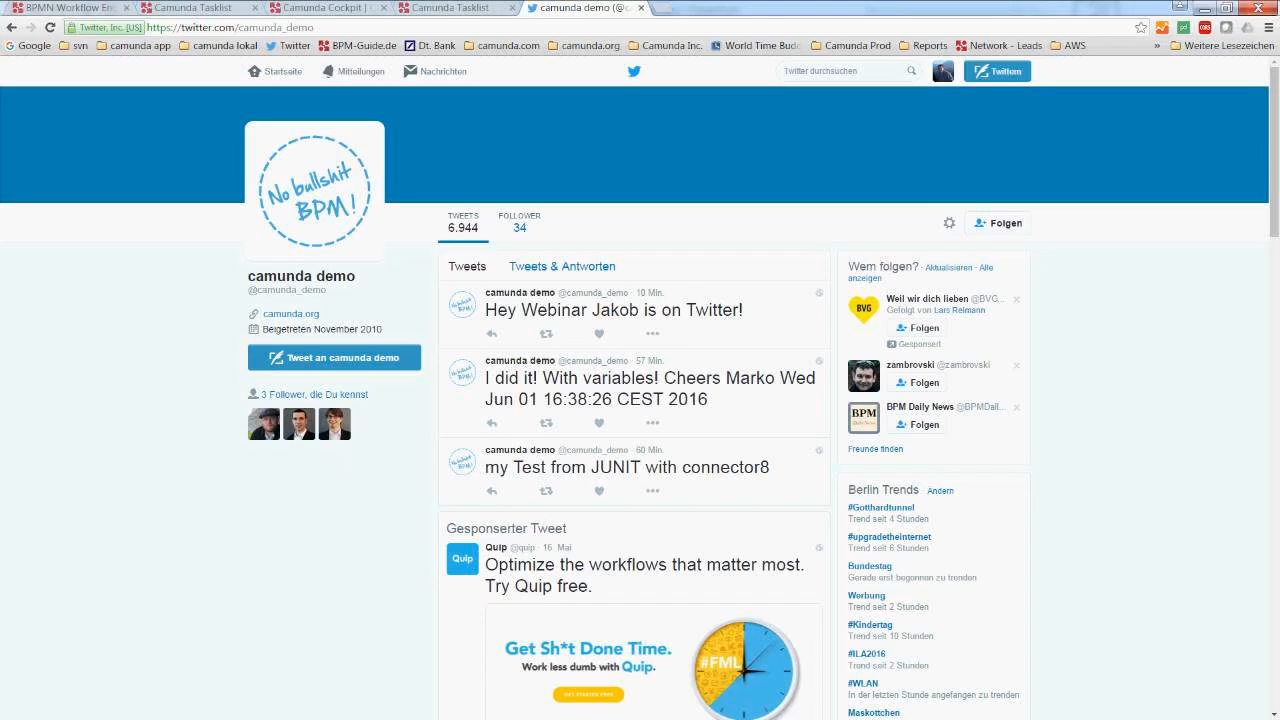 BPMN Workflow Eng
Camunda Tasklist
Camunda Cockpit |
Camunda Tasklist
camunda demo (@c
Twitter, Inc. [US]
https://twitter.com/camunda_demo
Google
svn
camunda app
camunda lokal
Twitter
BPM-Guide.de
Dt. Bank
camunda.com
camunda.org
Camunda Inc.
World Time Budd
Camunda Prod
Reports
Network - Leads
AWS
»
Weitere Lesezeichen
Startseite
Mitteilungen
Nachrichten
Twitter durchsuchen
Twittern
No bullshit
BPM!
TWEETS
6.944
FOLLOWER
34
Folgen
camunda demo
@camunda_demo
camunda.org
Beigetreten November 2010
Tweet an camunda demo
3 Follower, die Du kennst
Tweets
Tweets & Antworten
camunda demo @camunda_demo · 10 Min.
Hey Webinar Jakob is on Twitter!
camunda demo @camunda_demo · 57 Min.
I did it! With variables! Cheers Marko Wed
Jun 01 16:38:26 CEST 2016
camunda demo @camunda_demo · 60 Min.
my Test from JUNIT with connector8
Gesponserter Tweet
Quip
Quip @quip · 16. Mai
Optimize the workflows that matter most.
Try Quip free.
Get Sh*t Done Time.
Work less dumb with Quip.
GET STARTED FREE
#FML
Wem folgen? · Aktualisieren · Alle
anzeigen
BVG
Weil wir dich lieben @BVG...
Gefolgt von Lars Reimann
Folgen
Gesponsert
zambrovski @zambrovski
Folgen
BPM
Daily News
BPM Daily News @BPMDail...
Folgen
Freunde finden
Berlin Trends · Ändern
#Gotthardtunnel
Trend seit 4 Stunden
#upgradetheinternet
Trend seit 6 Stunden
Bundestag
Gerade erst begonnen zu trenden
Werbung
Trend seit 2 Stunden
#Kindertag
Trend seit 10 Stunden
#ILA2016
Trend seit 2 Stunden
#WLAN
In der letzten Stunde angefangen zu trenden
Maskottchen